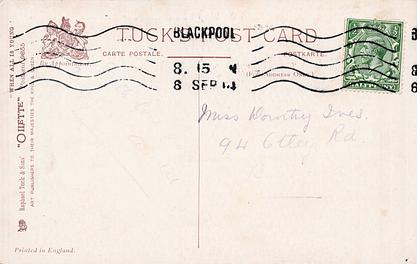 BLACKPOOL
TUCK'S POST CARD
CARTE POSTALE.
POSTKARTE.
8. 15
8 SEP 14
Miss Dorothy Ives.
94 Otley Rd.
"WHEN ALL IS YOUNG"
"OILETTE"
Raphael Tuck & Sons'
ART PUBLISHERS TO THEIR MAJESTIES THE KING & QUEEN.
Printed in England.